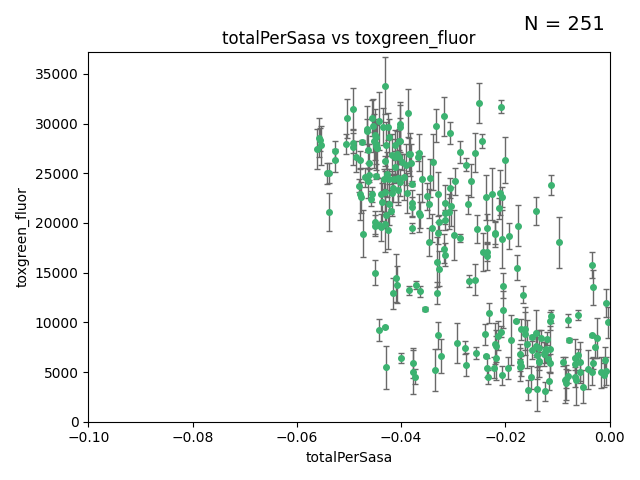 N = 251
totalPerSasa vs toxgreen_fluor
35000
30000
25000
20000
15000
10000
5000
0
toxgreen_fluor
−0.10 −0.08 −0.06 −0.04 −0.02 0.00
totalPerSasa